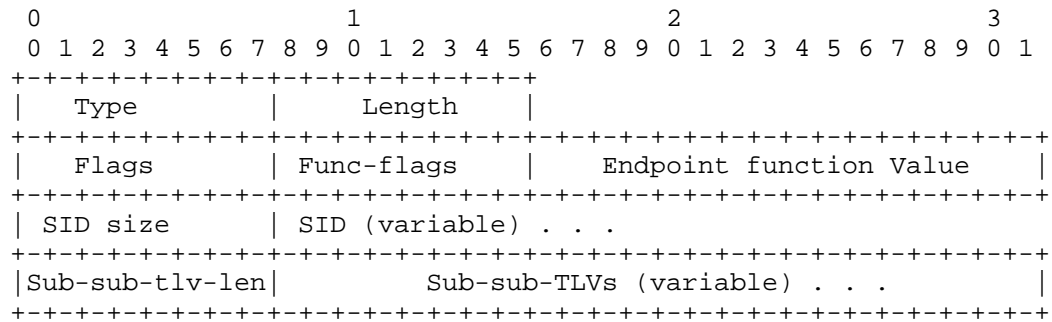 0                   1                   2                   3
 0 1 2 3 4 5 6 7 8 9 0 1 2 3 4 5 6 7 8 9 0 1 2 3 4 5 6 7 8 9 0 1
+-+-+-+-+-+-+-+-+-+-+-+-+-+-+-+-+
|   Type        |     Length    |
+-+-+-+-+-+-+-+-+-+-+-+-+-+-+-+-+-+-+-+-+-+-+-+-+-+-+-+-+-+-+-+-+
|   Flags       | Func-flags    |    Endpoint function Value    |
+-+-+-+-+-+-+-+-+-+-+-+-+-+-+-+-+-+-+-+-+-+-+-+-+-+-+-+-+-+-+-+-+
| SID size      | SID (variable) . . .
+-+-+-+-+-+-+-+-+-+-+-+-+-+-+-+-+-+-+-+-+-+-+-+-+-+-+-+-+-+-+-+-+
|Sub-sub-tlv-len|         Sub-sub-TLVs (variable) . . .         |
+-+-+-+-+-+-+-+-+-+-+-+-+-+-+-+-+-+-+-+-+-+-+-+-+-+-+-+-+-+-+-+-+